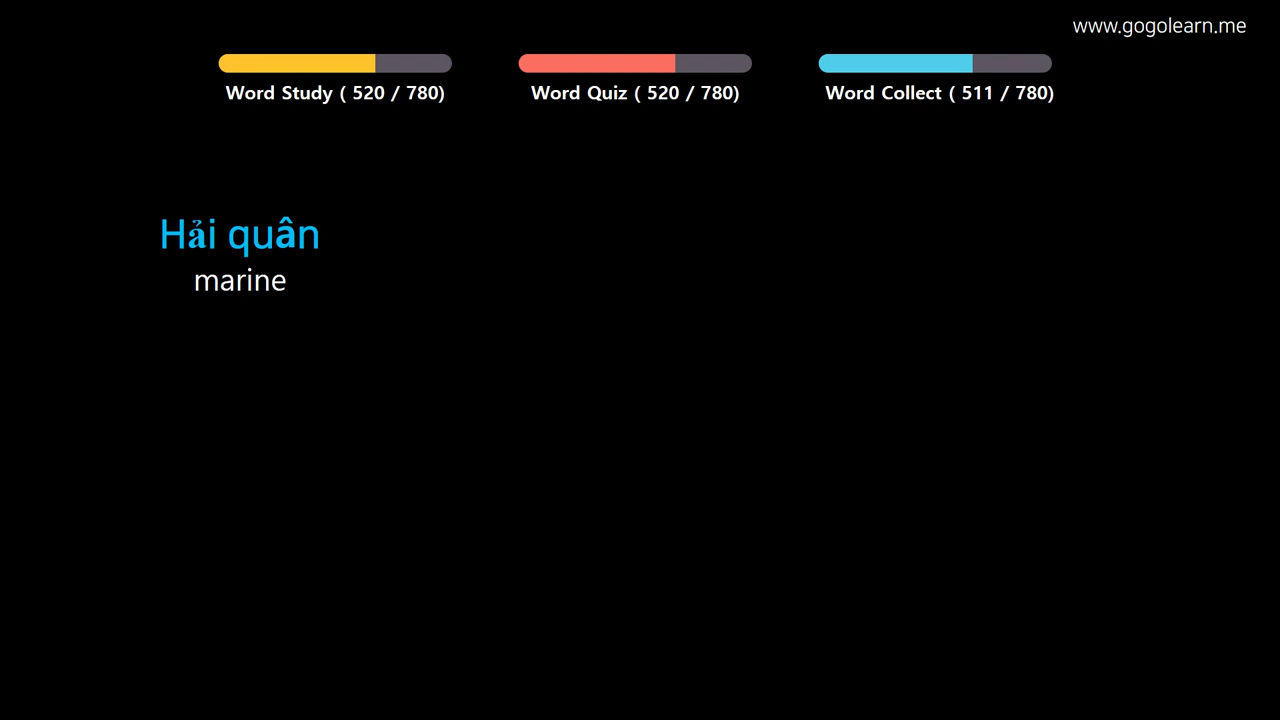 www.gogolearn.me
Word Study ( 520 / 780)
Word Quiz ( 520 / 780)
Word Collect ( 511 / 780)
Hải quân
marine